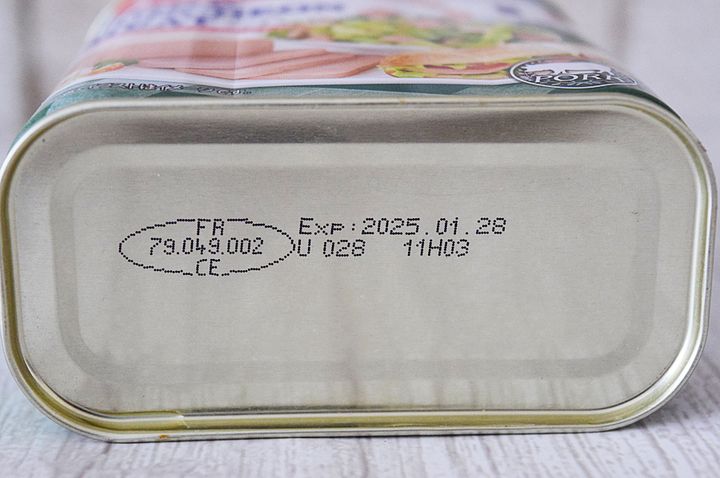 PORK
FR
79.049.002
CE
Exp:2025.01.28
U 028 11H03